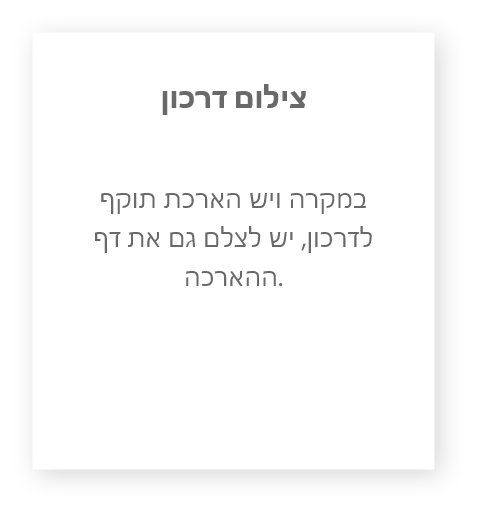 צילום דרכון
במקרה ויש הארכת תוקף
לדרכון, יש לצלם גם את דף
ההארכה.